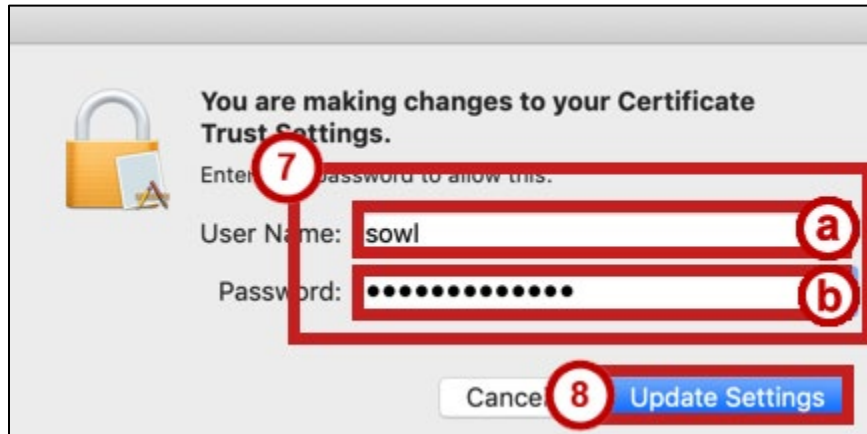 You are making changes to your Certificate
Trust Settings.
Enter password to allow this.
7
User Name: sowl a
Password: ●●●●●●●●●●●●● b
Cancel 8 Update Settings